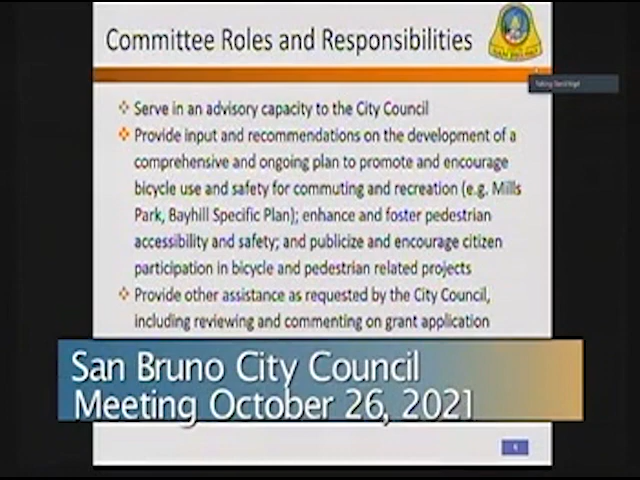 Committee Roles and Responsibilities
SAN BRUNO
Serve in an advisory capacity to the City Council
Provide input and recommendations on the development of a
comprehensive and ongoing plan to promote and encourage
bicycle use and safety for commuting and recreation (e.g. Mills
Park, Bayhill Specific Plan); enhance and foster pedestrian
accessibility and safety; and publicize and encourage citizen
participation in bicycle and pedestrian related projects
Provide other assistance as requested by the City Council,
including reviewing and commenting on grant application
San Bruno City Council
Meeting October 26, 2021